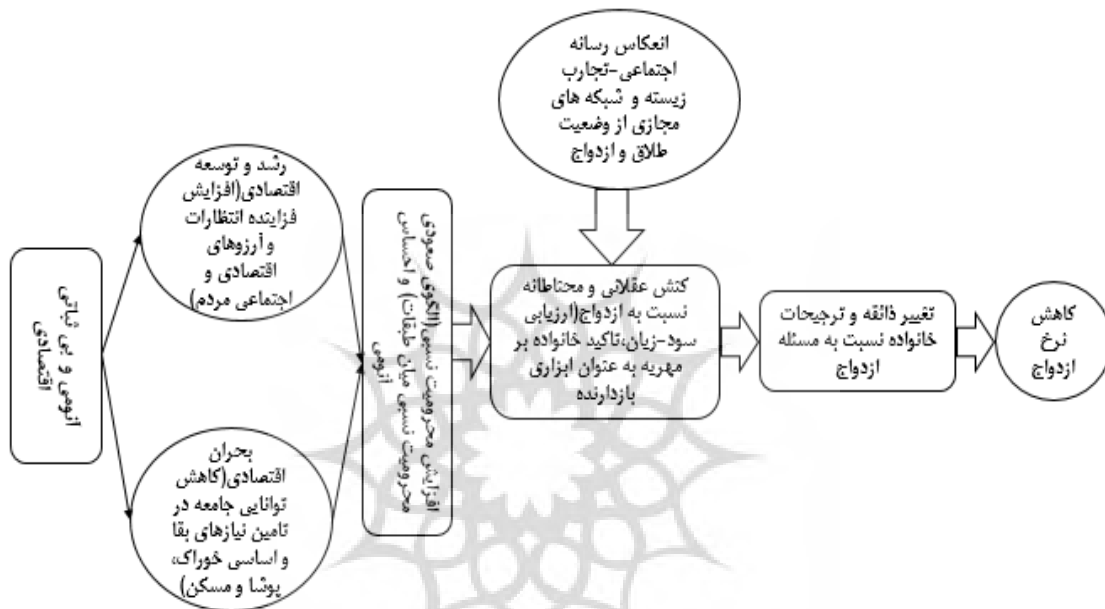 انعکاس رسانه
اجتماعی-تجارب
زیسته و شبکه های
مجازی از وضعیت
طلاق و ازدواج
رشد و توسعه
اقتصادی(افزایش
فزاینده انتظارات
و آرزوهای
اقتصادی و
اجتماعی مردم)
آنومی و بی ثباتی
اقتصادی
بحران
اقتصادی(کاهش
توانایی جامعه در
تامین نیازهای بقا
و اساسی خوراک،
پوشا و مسکن)
افزایش محرومیت نسبی(الگوی صعودی
محرومیت نسبی میان طبقات) و احساس
آنومی
کنش عقلانی و محتاطانه
نسبت به ازدواج(ارزیابی
سود-زیان،تاکید خانواده بر
مهریه به عنوان ابزاری
بازدارنده
تغییر ذائقه و ترجیحات
خانواده نسبت به مسئله
ازدواج
کاهش
نرخ
ازدواج